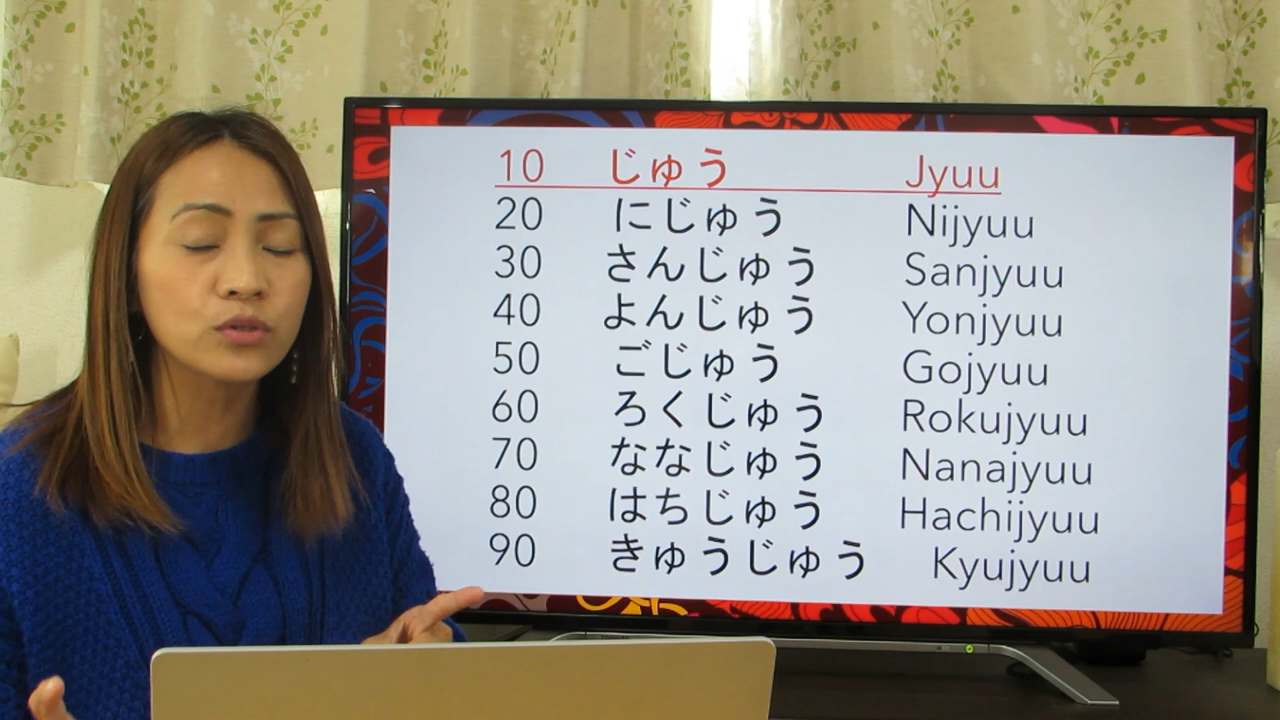 10 じゅう Jyuu
20 にじゅう Nijyuu
30 さんじゅう Sanjyuu
40 よんじゅう Yonjyuu
50 ごじゅう Gojyuu
60 ろくじゅう Rokujyuu
70 ななじゅう Nanajyuu
80 はちじゅう Hachijyuu
90 きゅうじゅう Kyujyuu